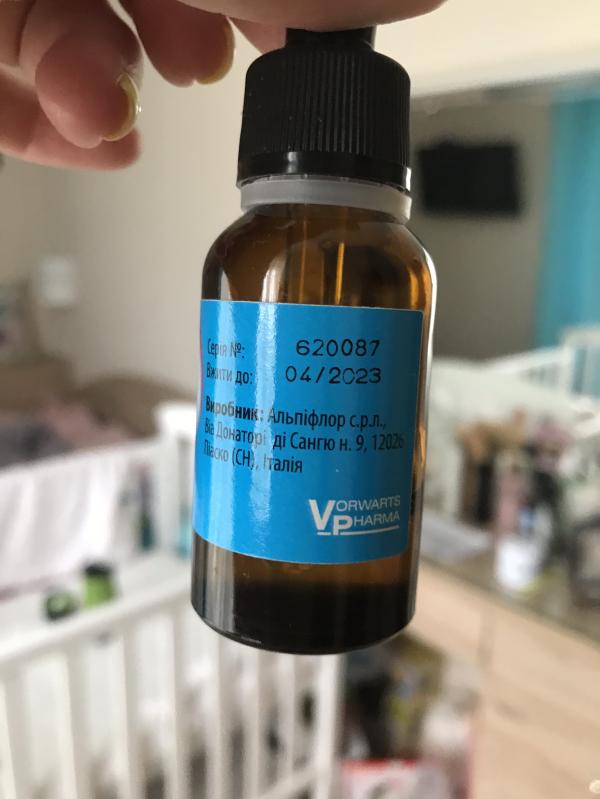 Серія №: 620087
Вжити до: 04/2023
Виробник: Альпіфлор с.р.л.,
Віа Донаторі ді Сангю н. 9, 12026
Піаско (CH), Італія
VORWARTS
PHARMA